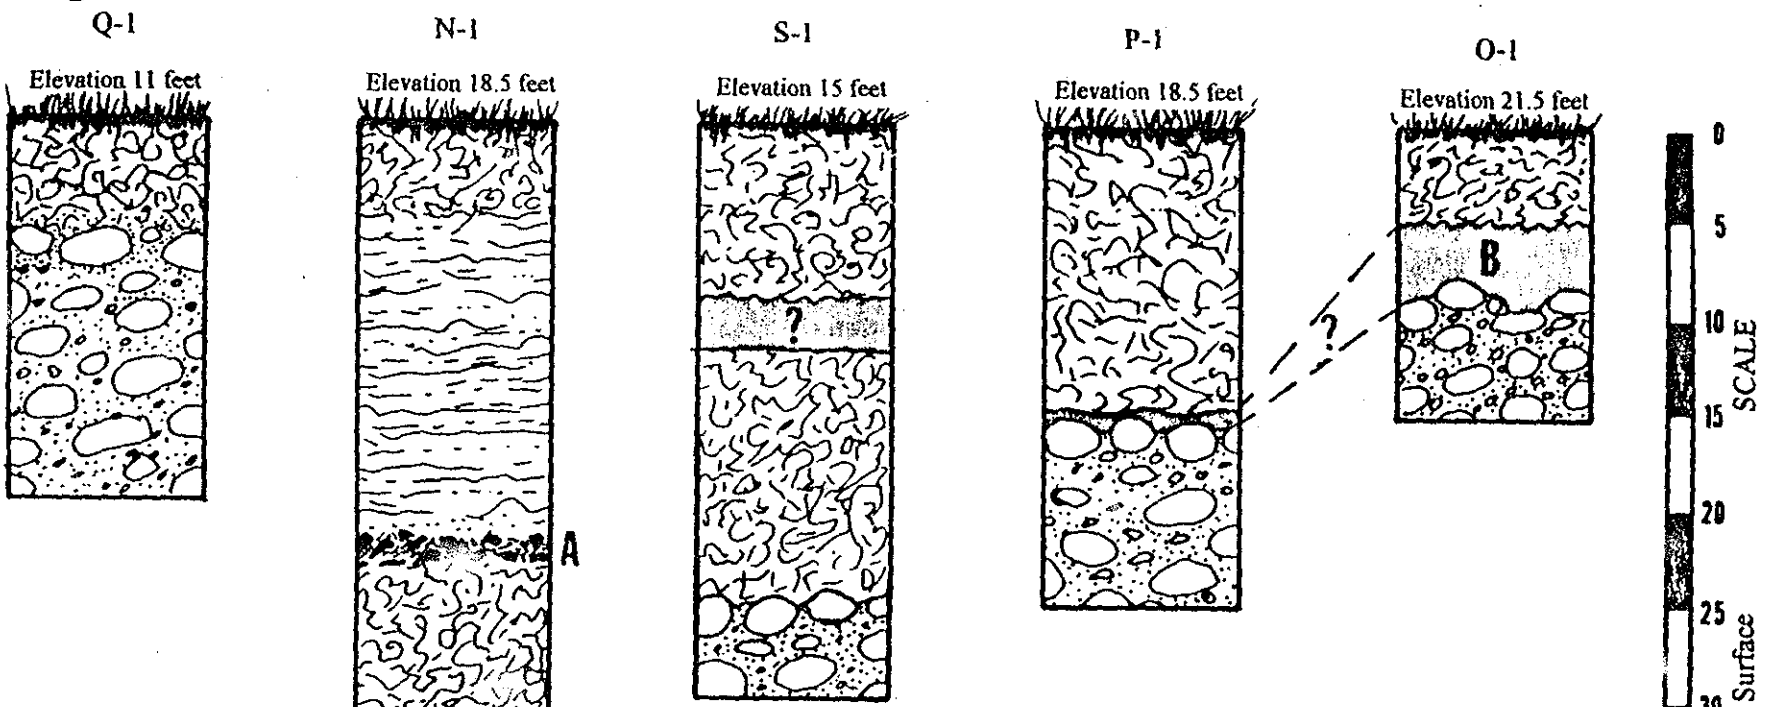 Q-1
N-1
S-1
P-1
O-1
Elevation 11 feet
Elevation 18.5 feet
Elevation 15 feet
Elevation 18.5 feet
Elevation 21.5 feet
?
A
?
B
0
5
10
15
20
25
30
SCALE
Surface